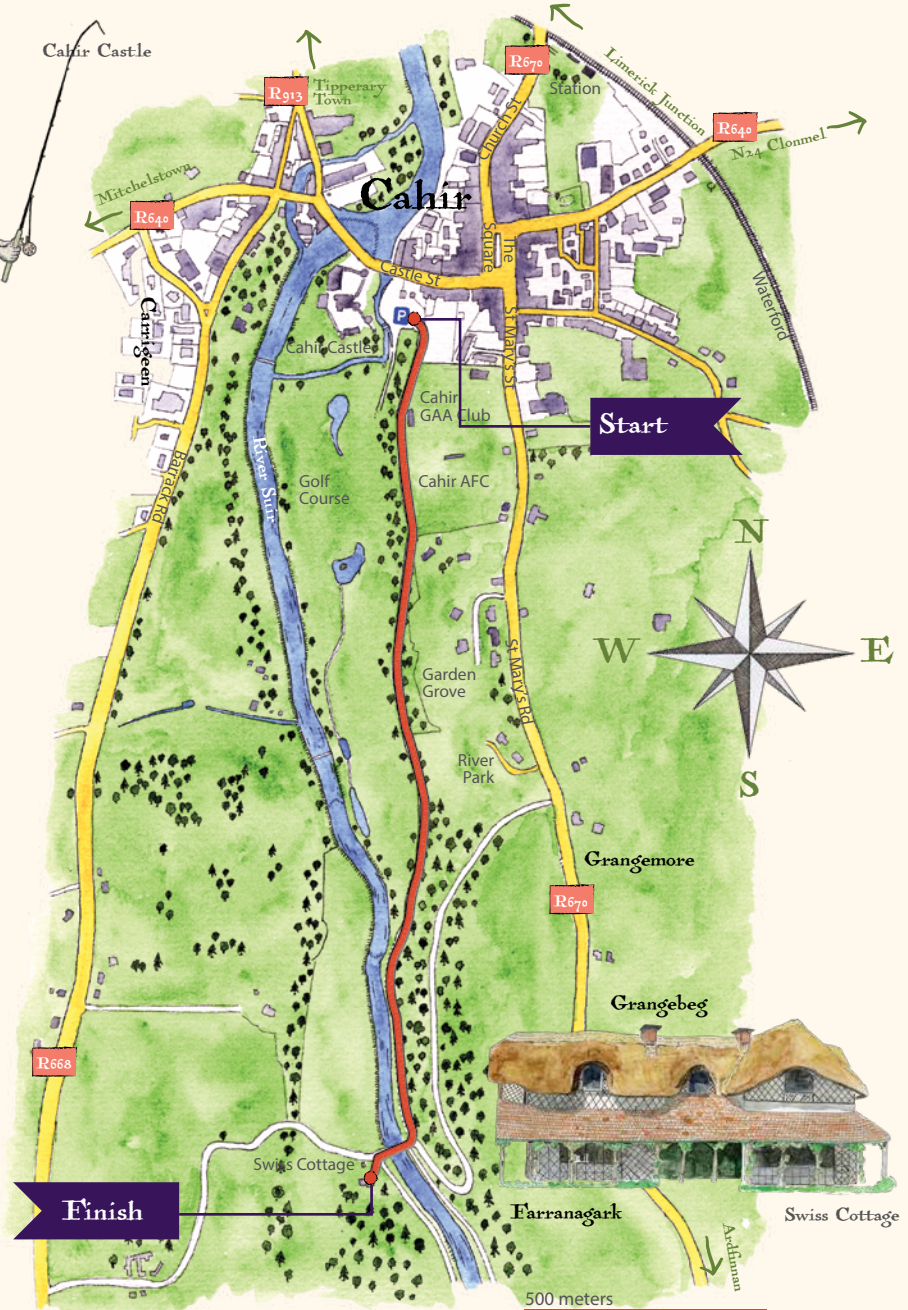 Cahir Castle
R670
Station
Limerick Junction
R913
Tipperary
Town
Church St
R640
N24 Clonmel
Mitchelstown
R640
Cahir
The
Square
Castle St
Waterford
Carrigeen
P
St Mary's St
Cahir Castle
Cahir
GAA Club
Start
River Suir
Barrack Rd
Golf
Course
Cahir AFC
N
W
E
S
St Mary's Rd
Garden
Grove
River
Park
Grangemore
R670
Grangebeg
R668
Swiss Cottage
Finish
Farranagark
Swiss Cottage
Ardfinnan
500 meters